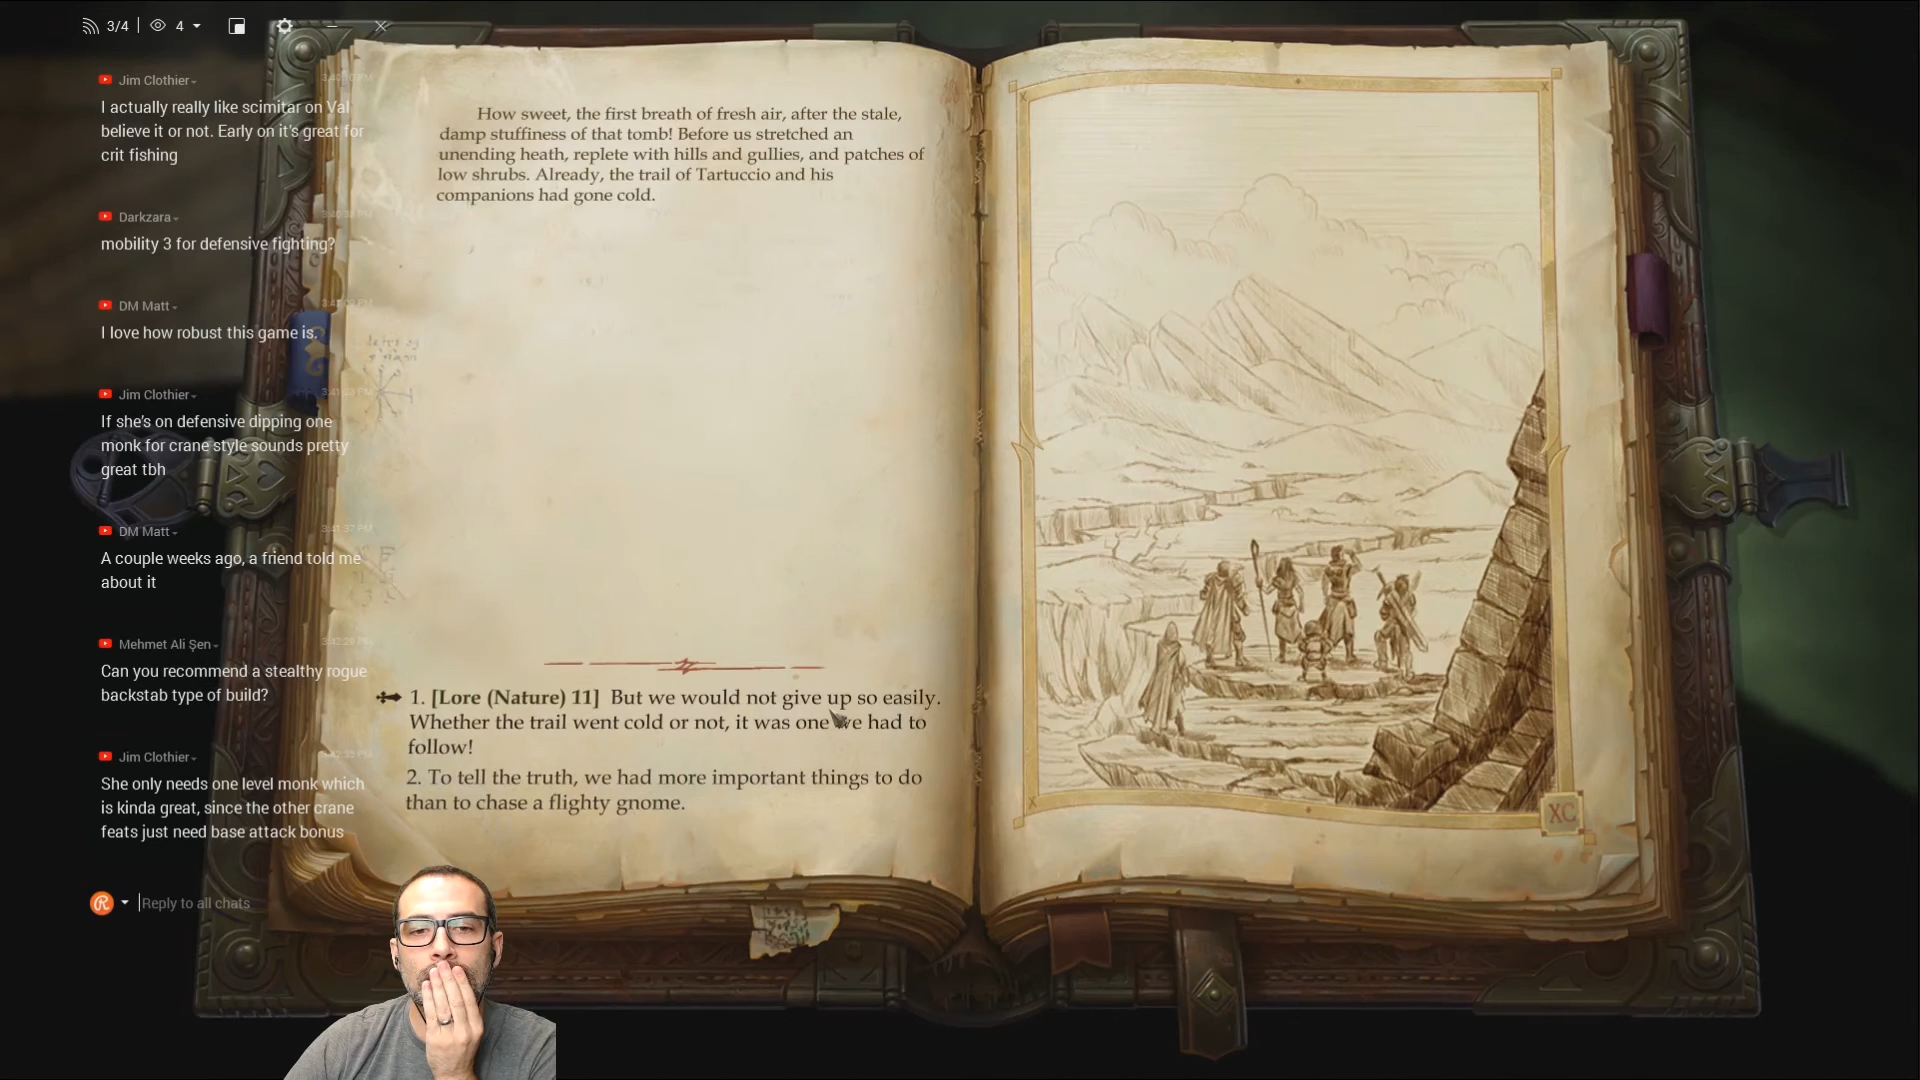 3/4 4
Jim Clothier
I actually really like scimitar on Val
believe it or not. Early on it's great for
crit fishing
Darkzara
mobility 3 for defensive fighting?
DM Matt
I love how robust this game is.
Jim Clothier
If she's on defensive dipping one
monk for crane style sounds pretty
great tbh
3:41:37 PM
DM Matt
A couple weeks ago, a friend told me
about it
Mehmet Ali Şen
Can you recommend a stealthy rogue
backstab type of build?
Jim Clothier
She only needs one level monk which
is kinda great, since the other crane
feats just need base attack bonus
Reply to all chats
How sweet, the first breath of fresh air, after the stale,
damp stuffiness of that tomb! Before us stretched an
unending heath, replete with hills and gullies, and patches of
low shrubs. Already, the trail of Tartuccio and his
companions had gone cold.
1. [Lore (Nature) 11] But we would not give up so easily.
Whether the trail went cold or not, it was one we had to
follow!
2. To tell the truth, we had more important things to do
than to chase a flighty gnome.
XC